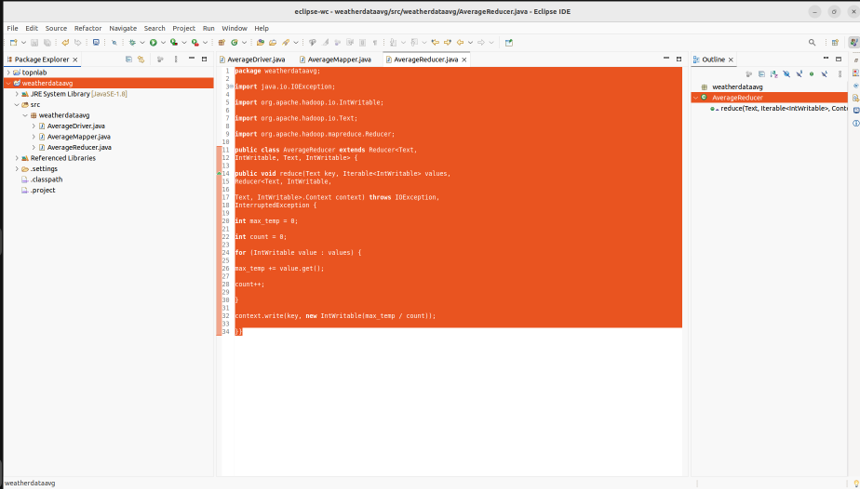 eclipse-wc - weatherdataavg/src/weatherdataavg/AverageReducer.java - Eclipse IDE
File Edit Source Refactor Navigate Search Project Run Window Help
Package Explorer
topnlab
weatherdataavg
JRE System Library [JavaSE-1.8]
src
weatherdataavg
AverageDriver.java
AverageMapper.java
AverageReducer.java
Referenced Libraries
.settings
.classpath
.project
AverageDriver.java AverageMapper.java AverageReducer.java
1 package weatherdataavg;
2
3 import java.io.IOException;
4
5 import org.apache.hadoop.io.IntWritable;
6
7 import org.apache.hadoop.io.Text;
8
9 import org.apache.hadoop.mapreduce.Reducer;
10
11 public class AverageReducer extends Reducer<Text,
12 IntWritable, Text, IntWritable> {
13
14 public void reduce(Text key, Iterable<IntWritable> values,
15 Reducer<Text, IntWritable,
16
17 Text, IntWritable>.Context context) throws IOException,
18 InterruptedException {
19
20 int max_temp = 0;
21
22 int count = 0;
23
24 for (IntWritable value : values) {
25
26 max_temp += value.get();
27
28 count++;
29
30 }
31
32 context.write(key, new IntWritable(max_temp / count));
33
34 }}
Outline
weatherdataavg
AverageReducer
reduce(Text, Iterable<IntWritable>, Cont
weatherdataavg